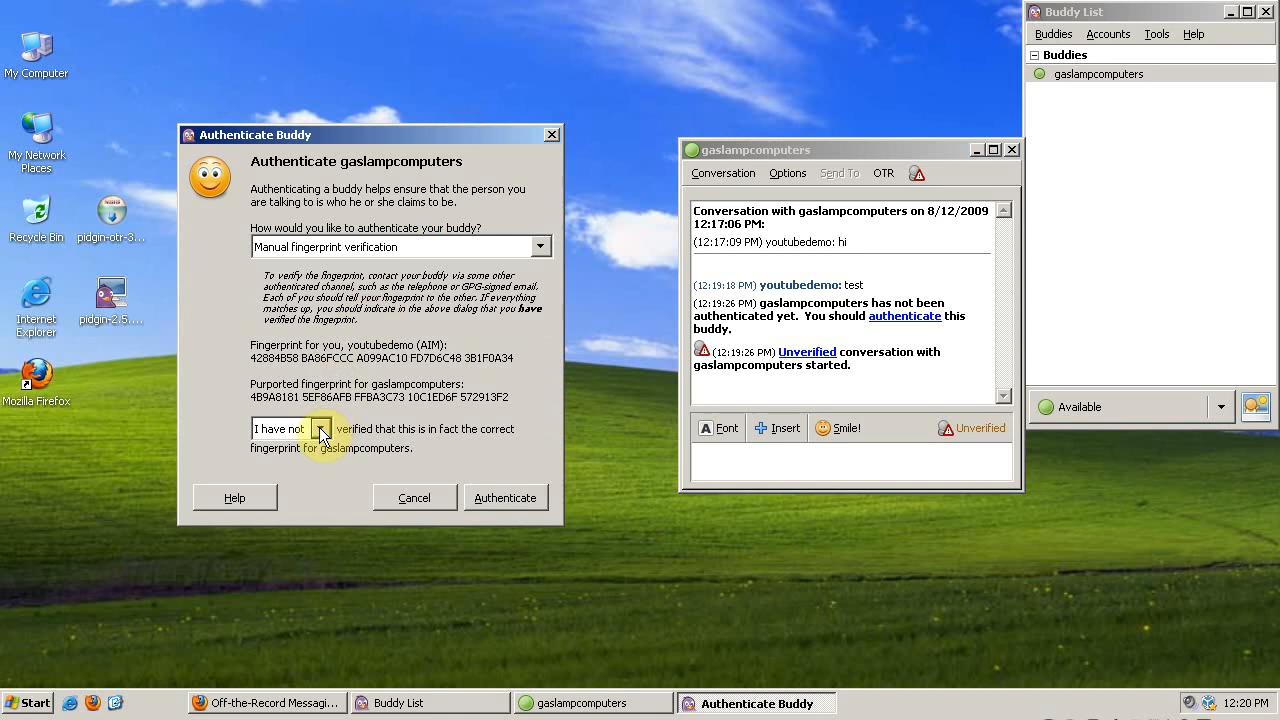 My Computer
My Network
Places
Recycle Bin
pidgin-otr-3...
Internet
Explorer
pidgin-2.5....
Mozilla Firefox
Authenticate Buddy
Authenticate gaslampcomputers
Authenticating a buddy helps ensure that the person you
are talking to is who he or she claims to be.
How would you like to authenticate your buddy?
Manual fingerprint verification
To verify the fingerprint, contact your buddy via some other
authenticated channel, such as the telephone or GPG-signed email.
Each of you should tell your fingerprint to the other. If everything
matches up, you should indicate in the above dialog that you have
verified the fingerprint.
Fingerprint for you, youtubedemo (AIM):
42884B58 BA86FCCC A099AC10 FD7D6C48 3B1F0A34
Purported fingerprint for gaslampcomputers:
4B9A8181 5EF86AFB FFBA3C73 10C1ED6F 572913F2
I have not verified that this is in fact the correct
fingerprint for gaslampcomputers.
Help
Cancel
Authenticate
gaslampcomputers
Conversation Options Send To OTR
Conversation with gaslampcomputers on 8/12/2009
12:17:06 PM:
(12:17:09 PM) youtubedemo: hi
(12:19:18 PM) youtubedemo: test
(12:19:26 PM) gaslampcomputers has not been
authenticated yet. You should authenticate this
buddy.
(12:19:26 PM) Unverified conversation with
gaslampcomputers started.
Font Insert Smile! Unverified
Buddy List
Buddies Accounts Tools Help
Buddies
gaslampcomputers
Available
Start
Off-the-Record Messagi...
Buddy List
gaslampcomputers
Authenticate Buddy
12:20 PM